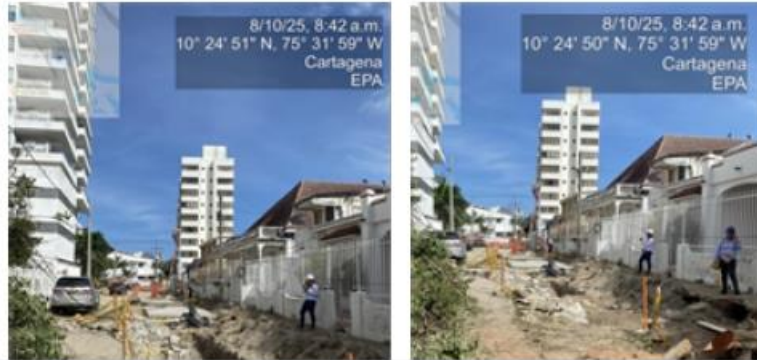 8/10/25, 8:42 a.m.
10° 24' 51" N, 75° 31' 59" W
Cartagena
EPA
8/10/25, 8:42 a.m.
10° 24' 50" N, 75° 31' 59" W
Cartagena
EPA